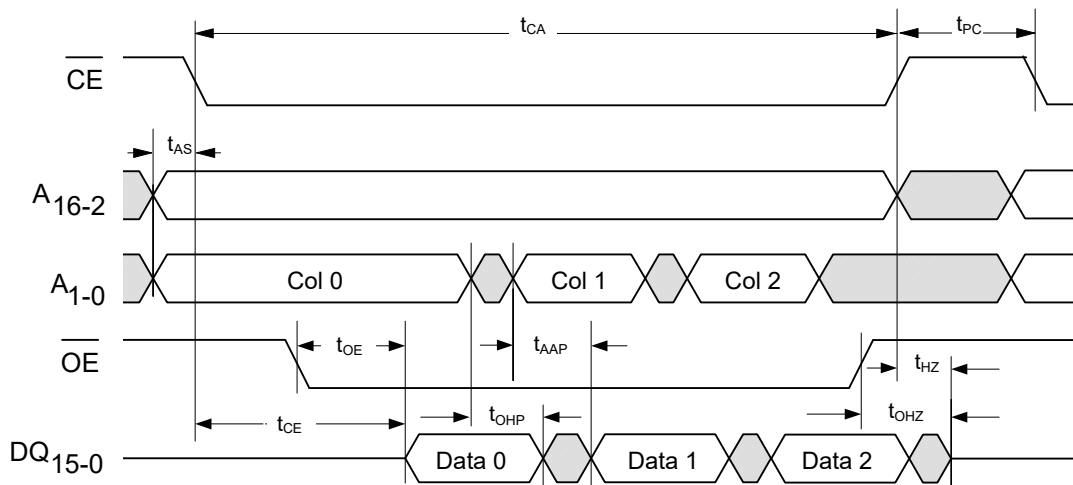 tCA
tPC
CE
tAS
A16-2
A1-0
Col 0
Col 1
Col 2
OE
tOE
tAAP
tHZ
tCE
tOHP
tOHZ
DQ15-0
Data 0
Data 1
Data 2